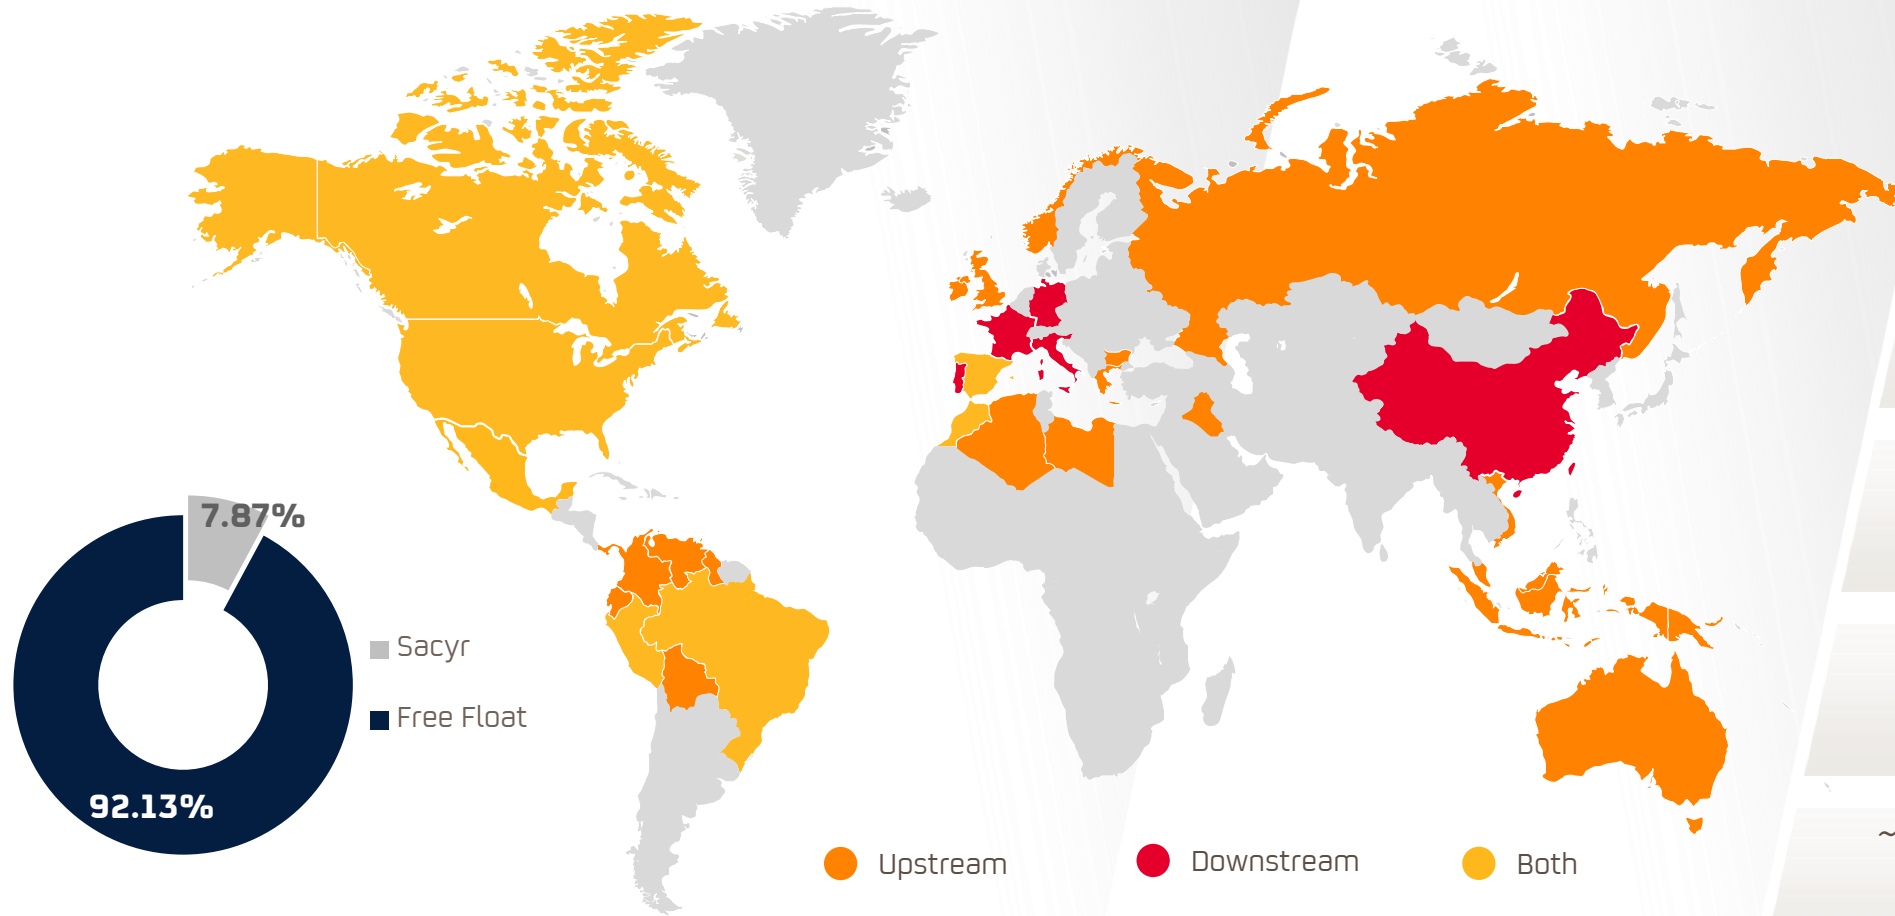 7.87%
Sacyr
Free Float
92.13%
Upstream
Downstream
Both
~